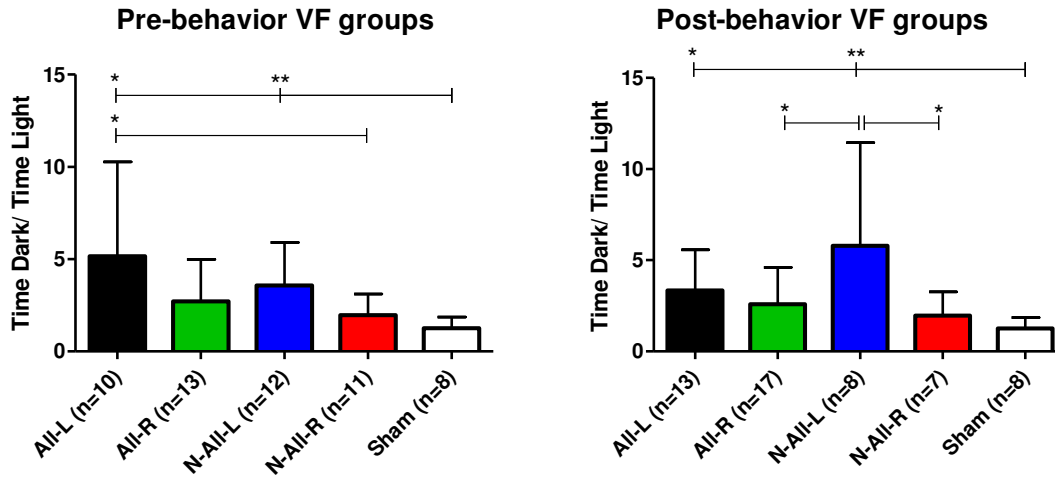 Pre-behavior VF groups
Time Dark/ Time Light
15
10
5
0
*
**
*
All-L (n=10)
All-R (n=13)
N-All-L (n=12)
N-All-R (n=11)
Sham (n=8)
Post-behavior VF groups
Time Dark/ Time Light
15
10
5
0
*
**
*
*
All-L (n=13)
All-R (n=17)
N-All-L (n=8)
N-All-R (n=7)
Sham (n=8)